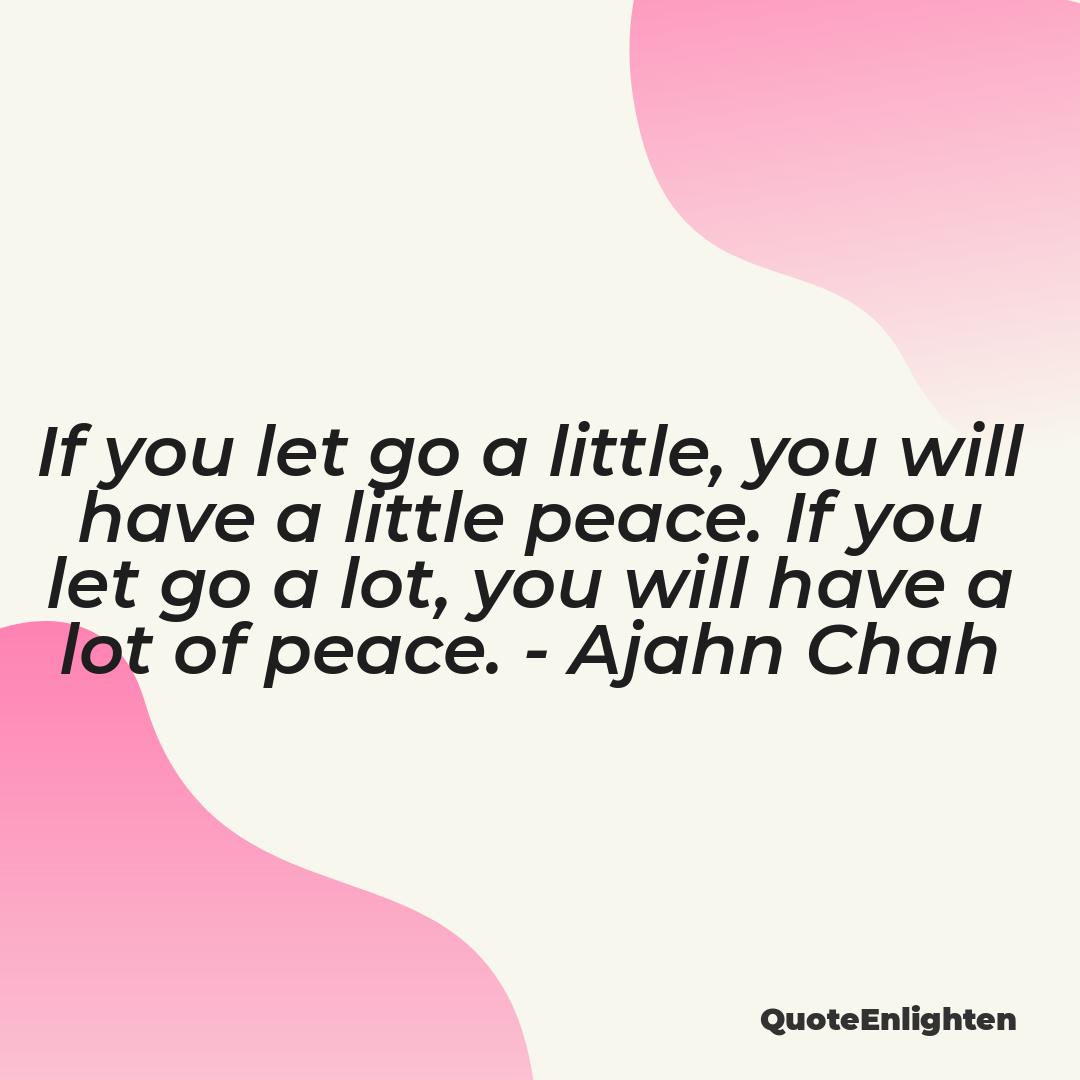 If you let go a little, you will
have a little peace. If you
let go a lot, you will have a
lot of peace. - Ajahn Chah
QuoteEnlighten